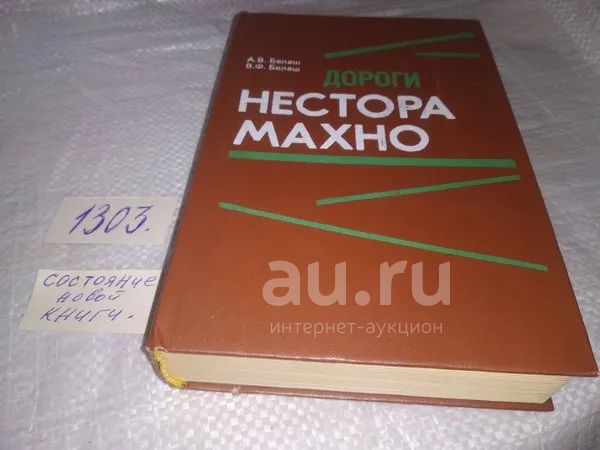 А.В. Белаш
В.Ф. Белаш
ДОРОГИ
НЕСТОРА
МАХНО
1303.
состояние
новой
книги.
au.ru
интернет-аукцион